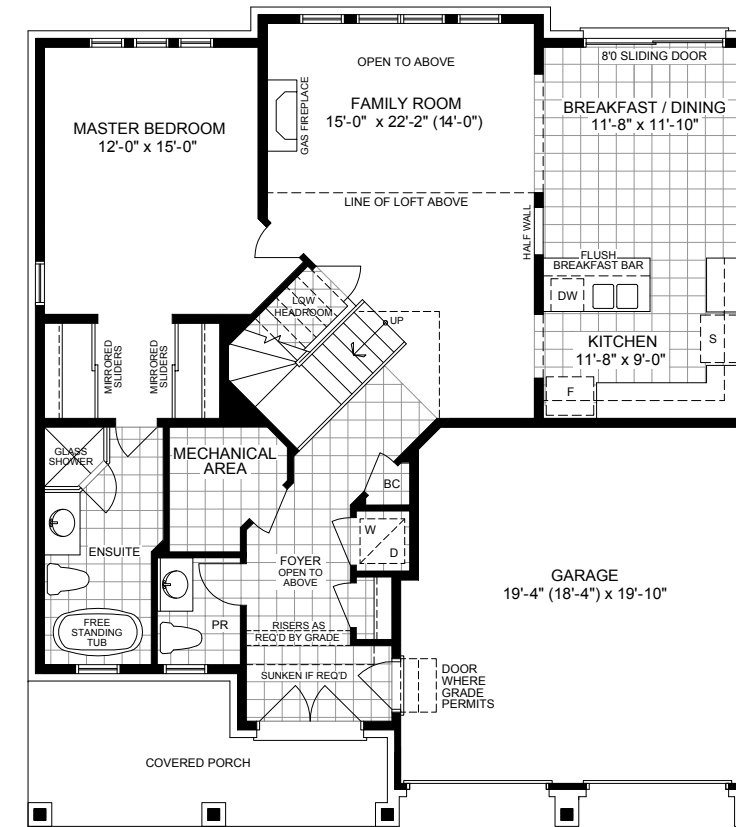 OPEN TO ABOVE
FAMILY ROOM
15'-0" x 22'-2" (14'-0")
GAS FIREPLACE
8'0 SLIDING DOOR
BREAKFAST / DINING
11'-8" x 11'-10"
MASTER BEDROOM
12'-0" x 15'-0"
LINE OF LOFT ABOVE
HALF WALL
FLUSH
BREAKFAST BAR
DW
LOW
HEADROOM
UP
KITCHEN
11'-8" x 9'-0"
S
F
MIRRORED
SLIDERS
MIRRORED
SLIDERS
GLASS
SHOWER
MECHANICAL
AREA
BC
W
D
ENSUITE
FOYER
OPEN TO
ABOVE
GARAGE
19'-4" (18'-4") x 19'-10"
FREE
STANDING
TUB
PR
RISERS AS
REQ'D BY GRADE
SUNKEN IF REQ'D
DOOR
WHERE
GRADE
PERMITS
COVERED PORCH